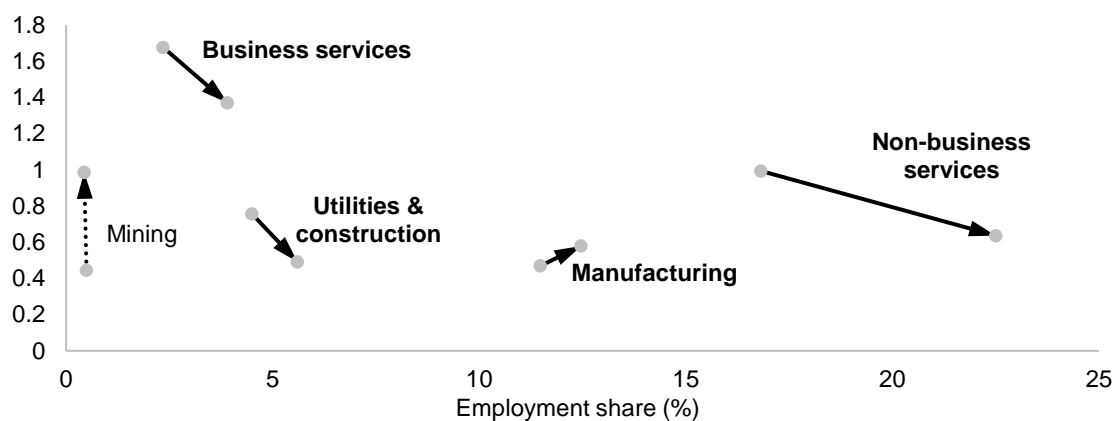 1.8
1.6
1.4
1.2
1
0.8
0.6
0.4
0.2
0
Business services
Non-business
services
Utilities &
construction
Mining
Manufacturing
0 5 10 15 20 25
Employment share (%)